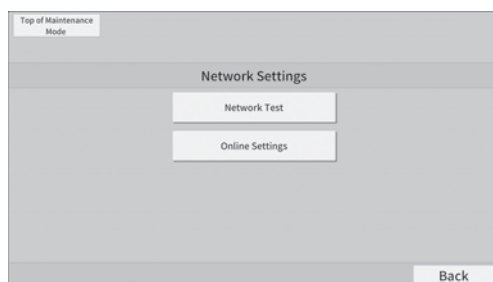 Top of Maintenance
Mode
Network Settings
Network Test
Online Settings
Back